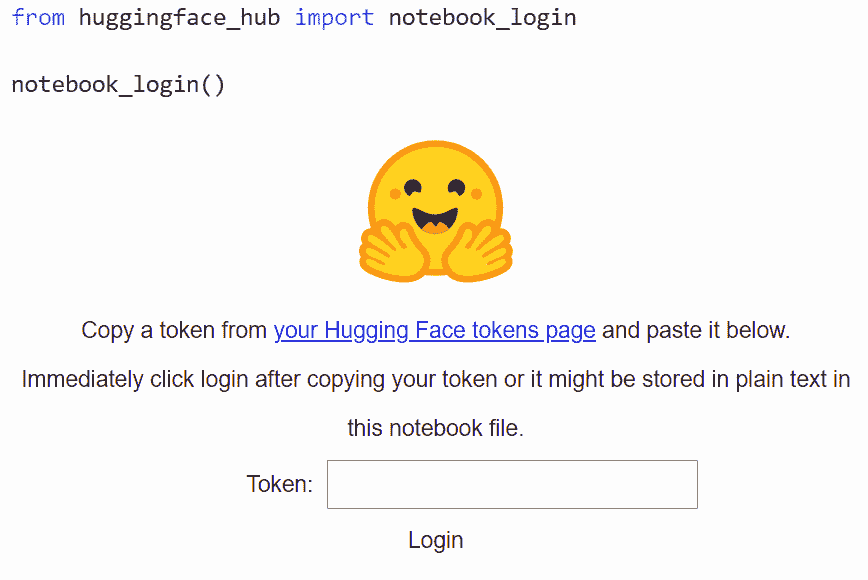 from huggingface_hub import notebook_login
notebook_login()
Copy a token from your Hugging Face tokens page and paste it below.
Immediately click login after copying your token or it might be stored in plain text in
this notebook file.
Token:
Login